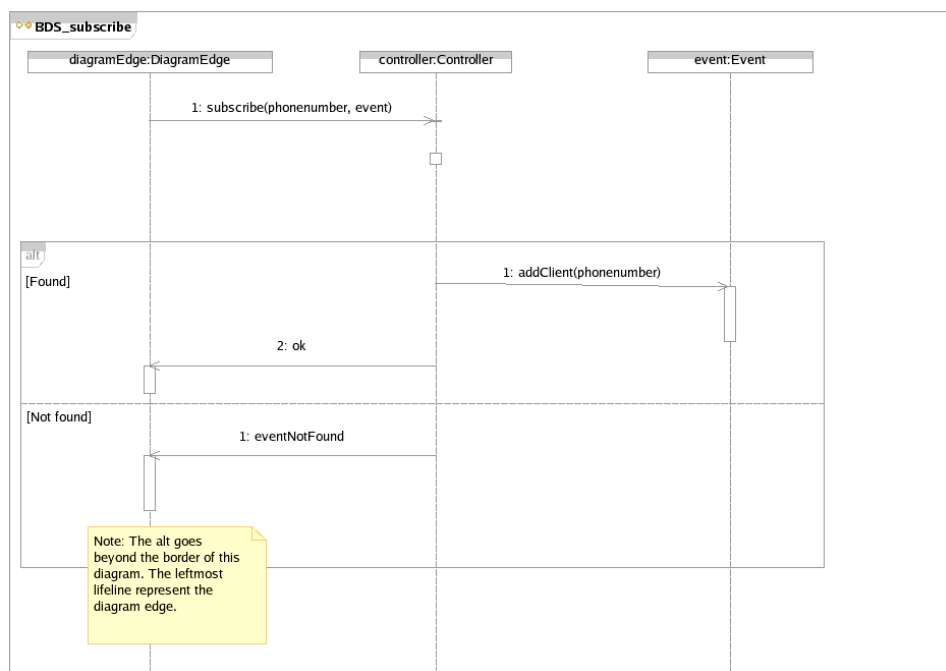 BDS_subscribe
diagramEdge:DiagramEdge
controller:Controller
event:Event
1: subscribe(phonenumber, event)
alt
[Found]
1: addClient(phonenumber)
2: ok
[Not found]
1: eventNotFound
Note: The alt goes
beyond the border of this
diagram. The leftmost
lifeline represent the
diagram edge.